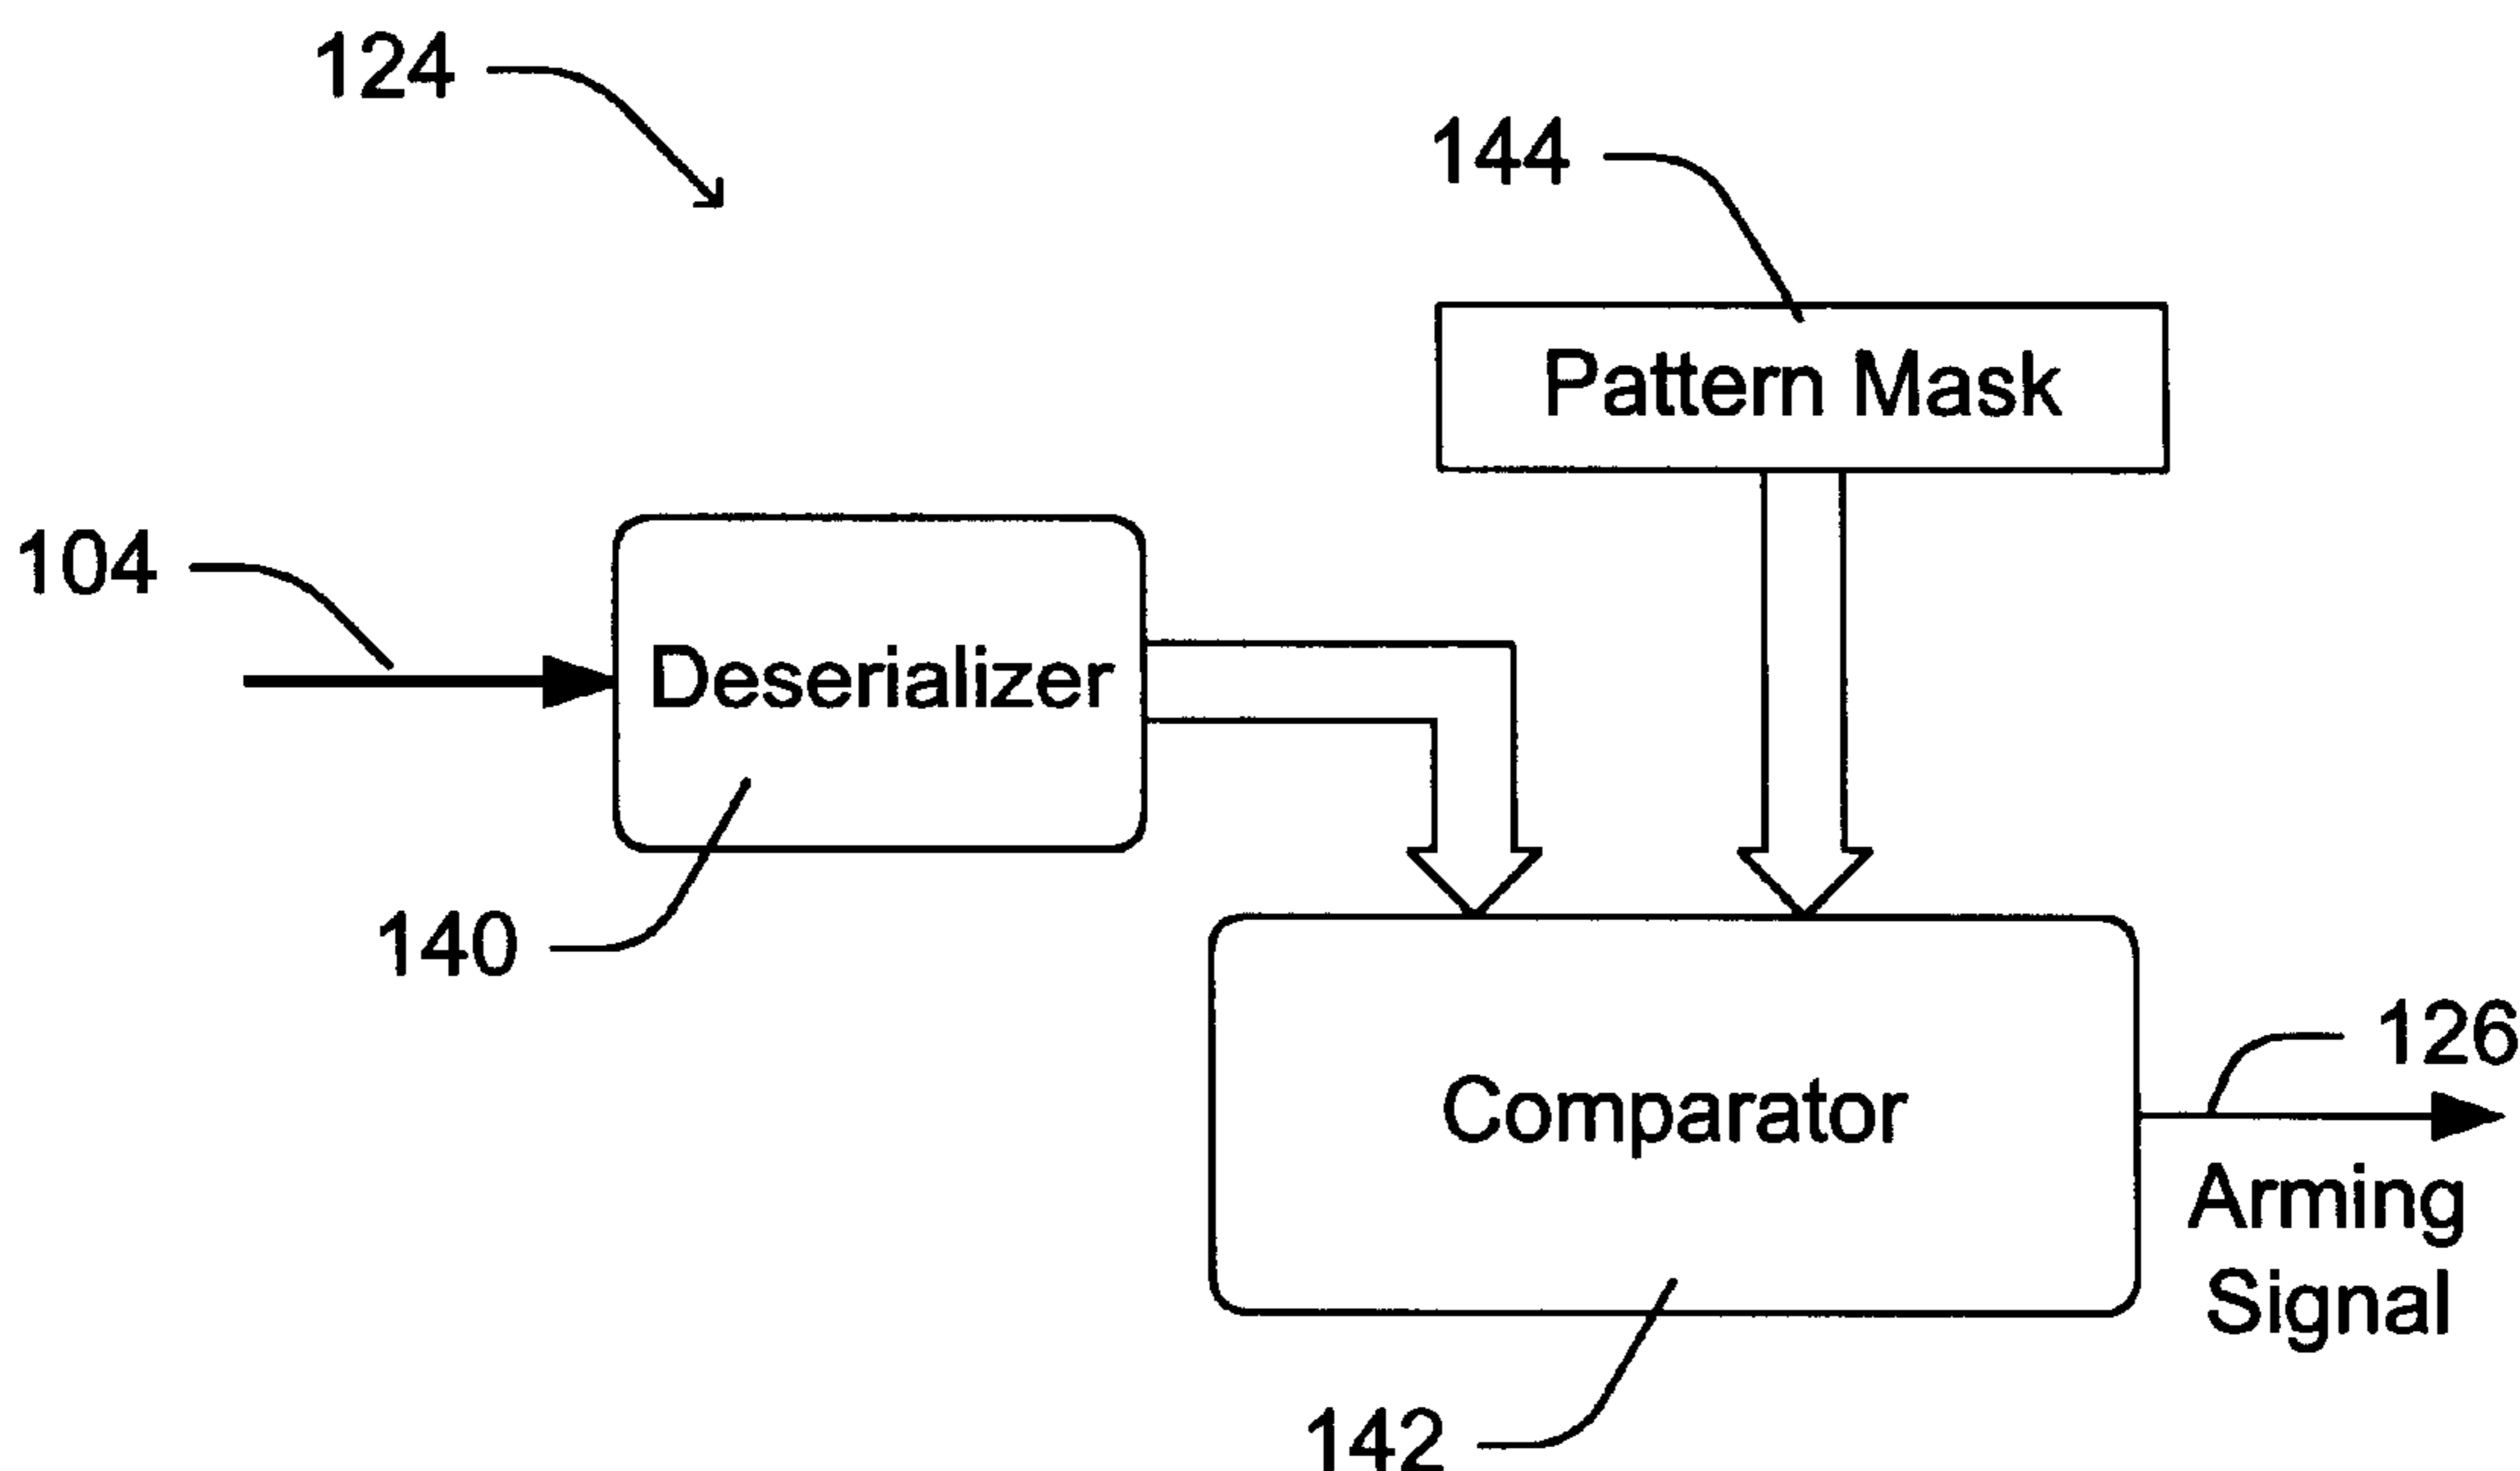 124
144
Pattern Mask
104
Deserializer
140
126
Comparator
Arming
Signal
142